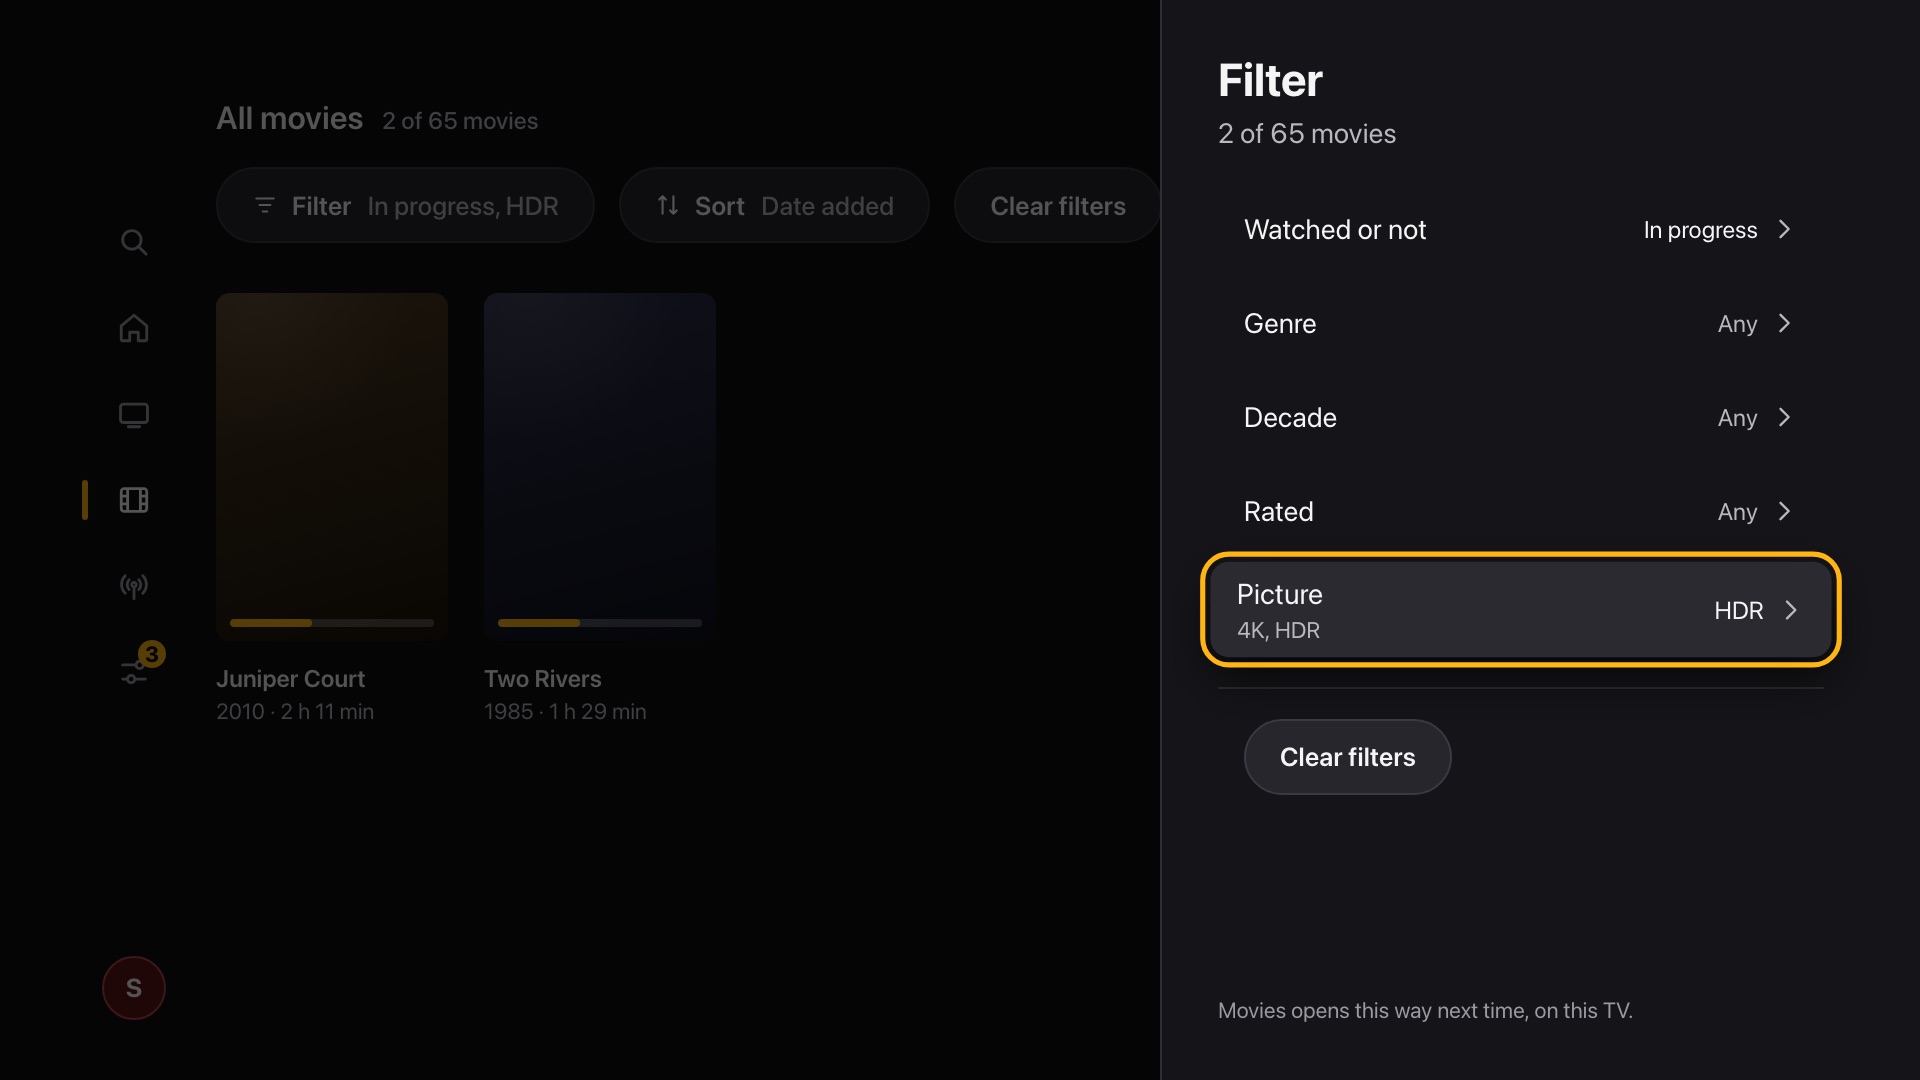 Filter
2 of 65 movies
All movies 2 of 65 movies
Filter In progress, HDR
Sort Date added
Clear filters
Watched or not In progress
Genre Any
Decade Any
Rated Any
Picture HDR
4K, HDR
Clear filters
3
Juniper Court
2010 · 2 h 11 min
Two Rivers
1985 · 1 h 29 min
S
Movies opens this way next time, on this TV.